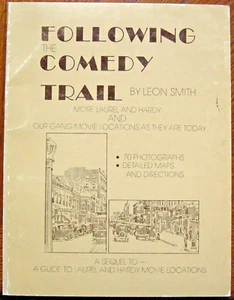 FOLLOWING
THE
COMEDY
TRAIL BY LEON SMITH
MORE LAUREL AND HARDY
AND
OUR GANG MOVIE LOCATIONS AS THEY ARE TODAY
• 70 PHOTOGRAPHS
• DETAILED MAPS
AND DIRECTIONS
A SEQUEL TO—
A GUIDE TO LAUREL AND HARDY MOVIE LOCATIONS